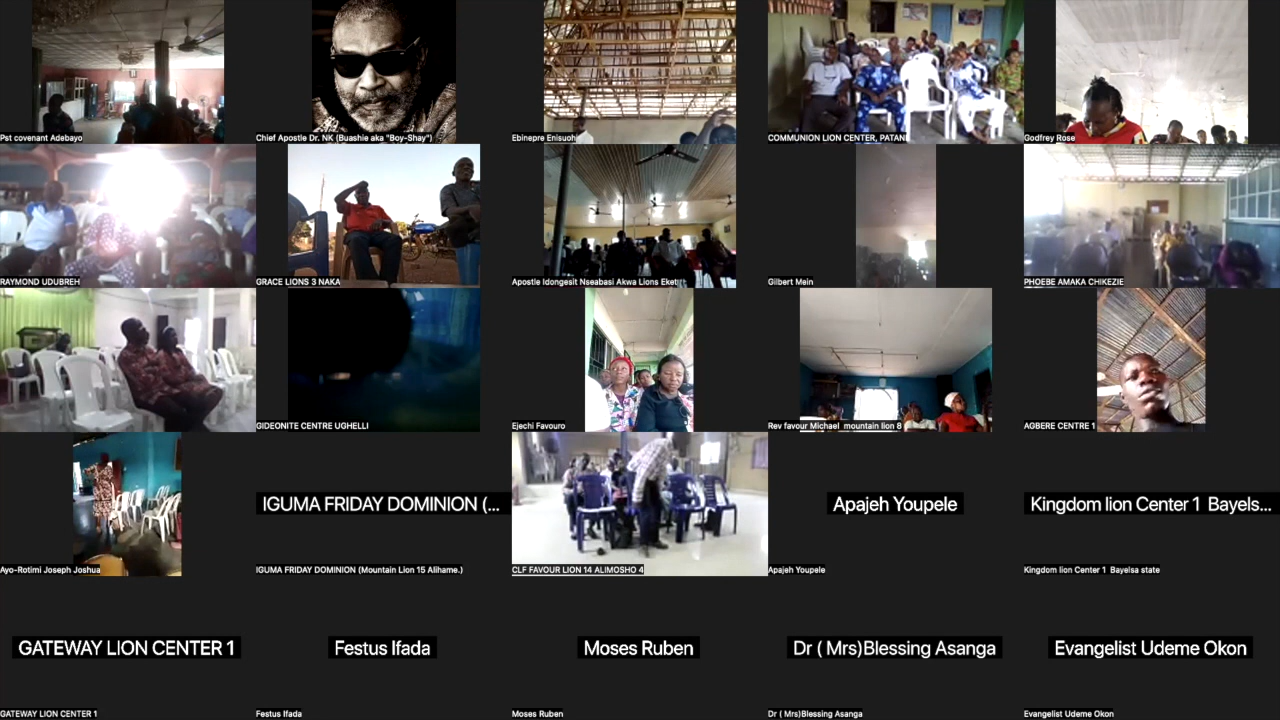 Pst covenant Adebayo
Chief Apostle Dr. NK (Buashie aka "Boy-Shay")
Ebinepre Enisuoh
COMMUNION LION CENTER, PATANI
Godfrey Rose
RAYMOND UDUBREH
GRACE LIONS 3 NAKA
Apostle Idongesit Nseabasi Akwa Lions Eket
Gilbert Mein
PHOEBE AMAKA CHIKEZIE
GIDEONITE CENTRE UGHELLI
Ejechi Favouro
Rev favour Michael mountain lion 8
AGBERE CENTRE 1
Ayo-Rotimi Joseph Joshua
IGUMA FRIDAY DOMINION (...
IGUMA FRIDAY DOMINION (Mountain Lion 15 Alihame.)
CLF FAVOUR LION 14 ALIMOSHO 4
Apajeh Youpele
Apajeh Youpele
Kingdom lion Center 1 Bayels...
Kingdom lion Center 1 Bayelsa state
GATEWAY LION CENTER 1
GATEWAY LION CENTER 1
Festus Ifada
Festus Ifada
Moses Ruben
Moses Ruben
Dr ( Mrs)Blessing Asanga
Dr ( Mrs)Blessing Asanga
Evangelist Udeme Okon
Evangelist Udeme Okon